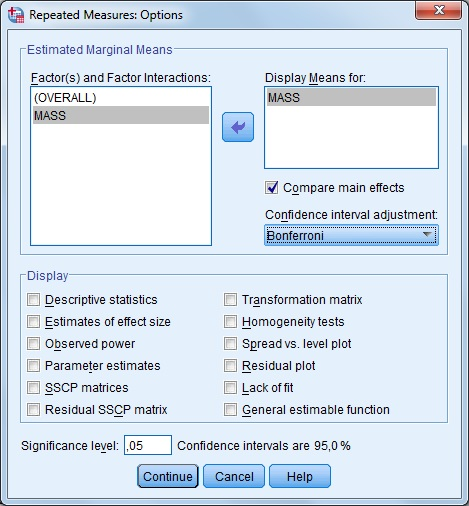 Repeated Measures: Options
Estimated Marginal Means
Factor(s) and Factor Interactions:
(OVERALL)
MASS
Display Means for:
MASS
Compare main effects
Confidence interval adjustment:
Bonferroni
Display
Descriptive statistics
Estimates of effect size
Observed power
Parameter estimates
SSCP matrices
Residual SSCP matrix
Transformation matrix
Homogeneity tests
Spread vs. level plot
Residual plot
Lack of fit
General estimable function
Significance level: ,05 Confidence intervals are 95,0 %
Continue Cancel Help